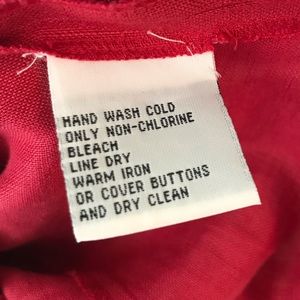 HAND WASH COLD
ONLY NON-CHLORINE
BLEACH
LINE DRY
WARM IRON
OR COVER BUTTONS
AND DRY CLEAN